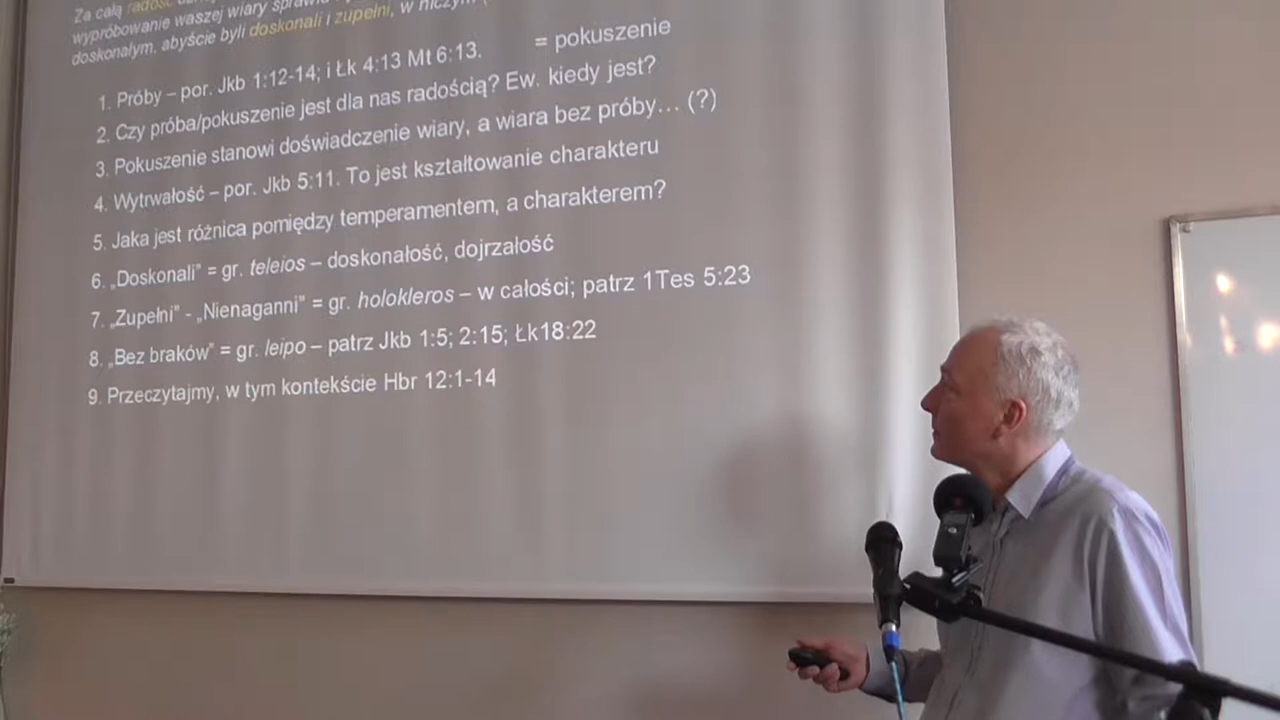 Za całą radość
wypróbowanie waszej wiary
doskonałym, abyście byli doskonali i zupełni, w niczym
1. Próby – por. Jkb 1:12-14; i Łk 4:13 Mt 6:13. = pokuszenie
2. Czy próba/pokuszenie jest dla nas radością? Ew. kiedy jest?
3. Pokuszenie stanowi doświadczenie wiary, a wiara bez próby… (?)
4. Wytrwałość – por. Jkb 5:11. To jest kształtowanie charakteru
5. Jaka jest różnica pomiędzy temperamentem, a charakterem?
6. „Doskonali” = gr. teleios – doskonałość, dojrzałość
7. „Zupełni” - „Nienaganni” = gr. holokleros – w całości; patrz 1Tes 5:23
8. „Bez braków” = gr. leipo – patrz Jkb 1:5; 2:15; Łk18:22
9. Przeczytajmy, w tym kontekście Hbr 12:1-14